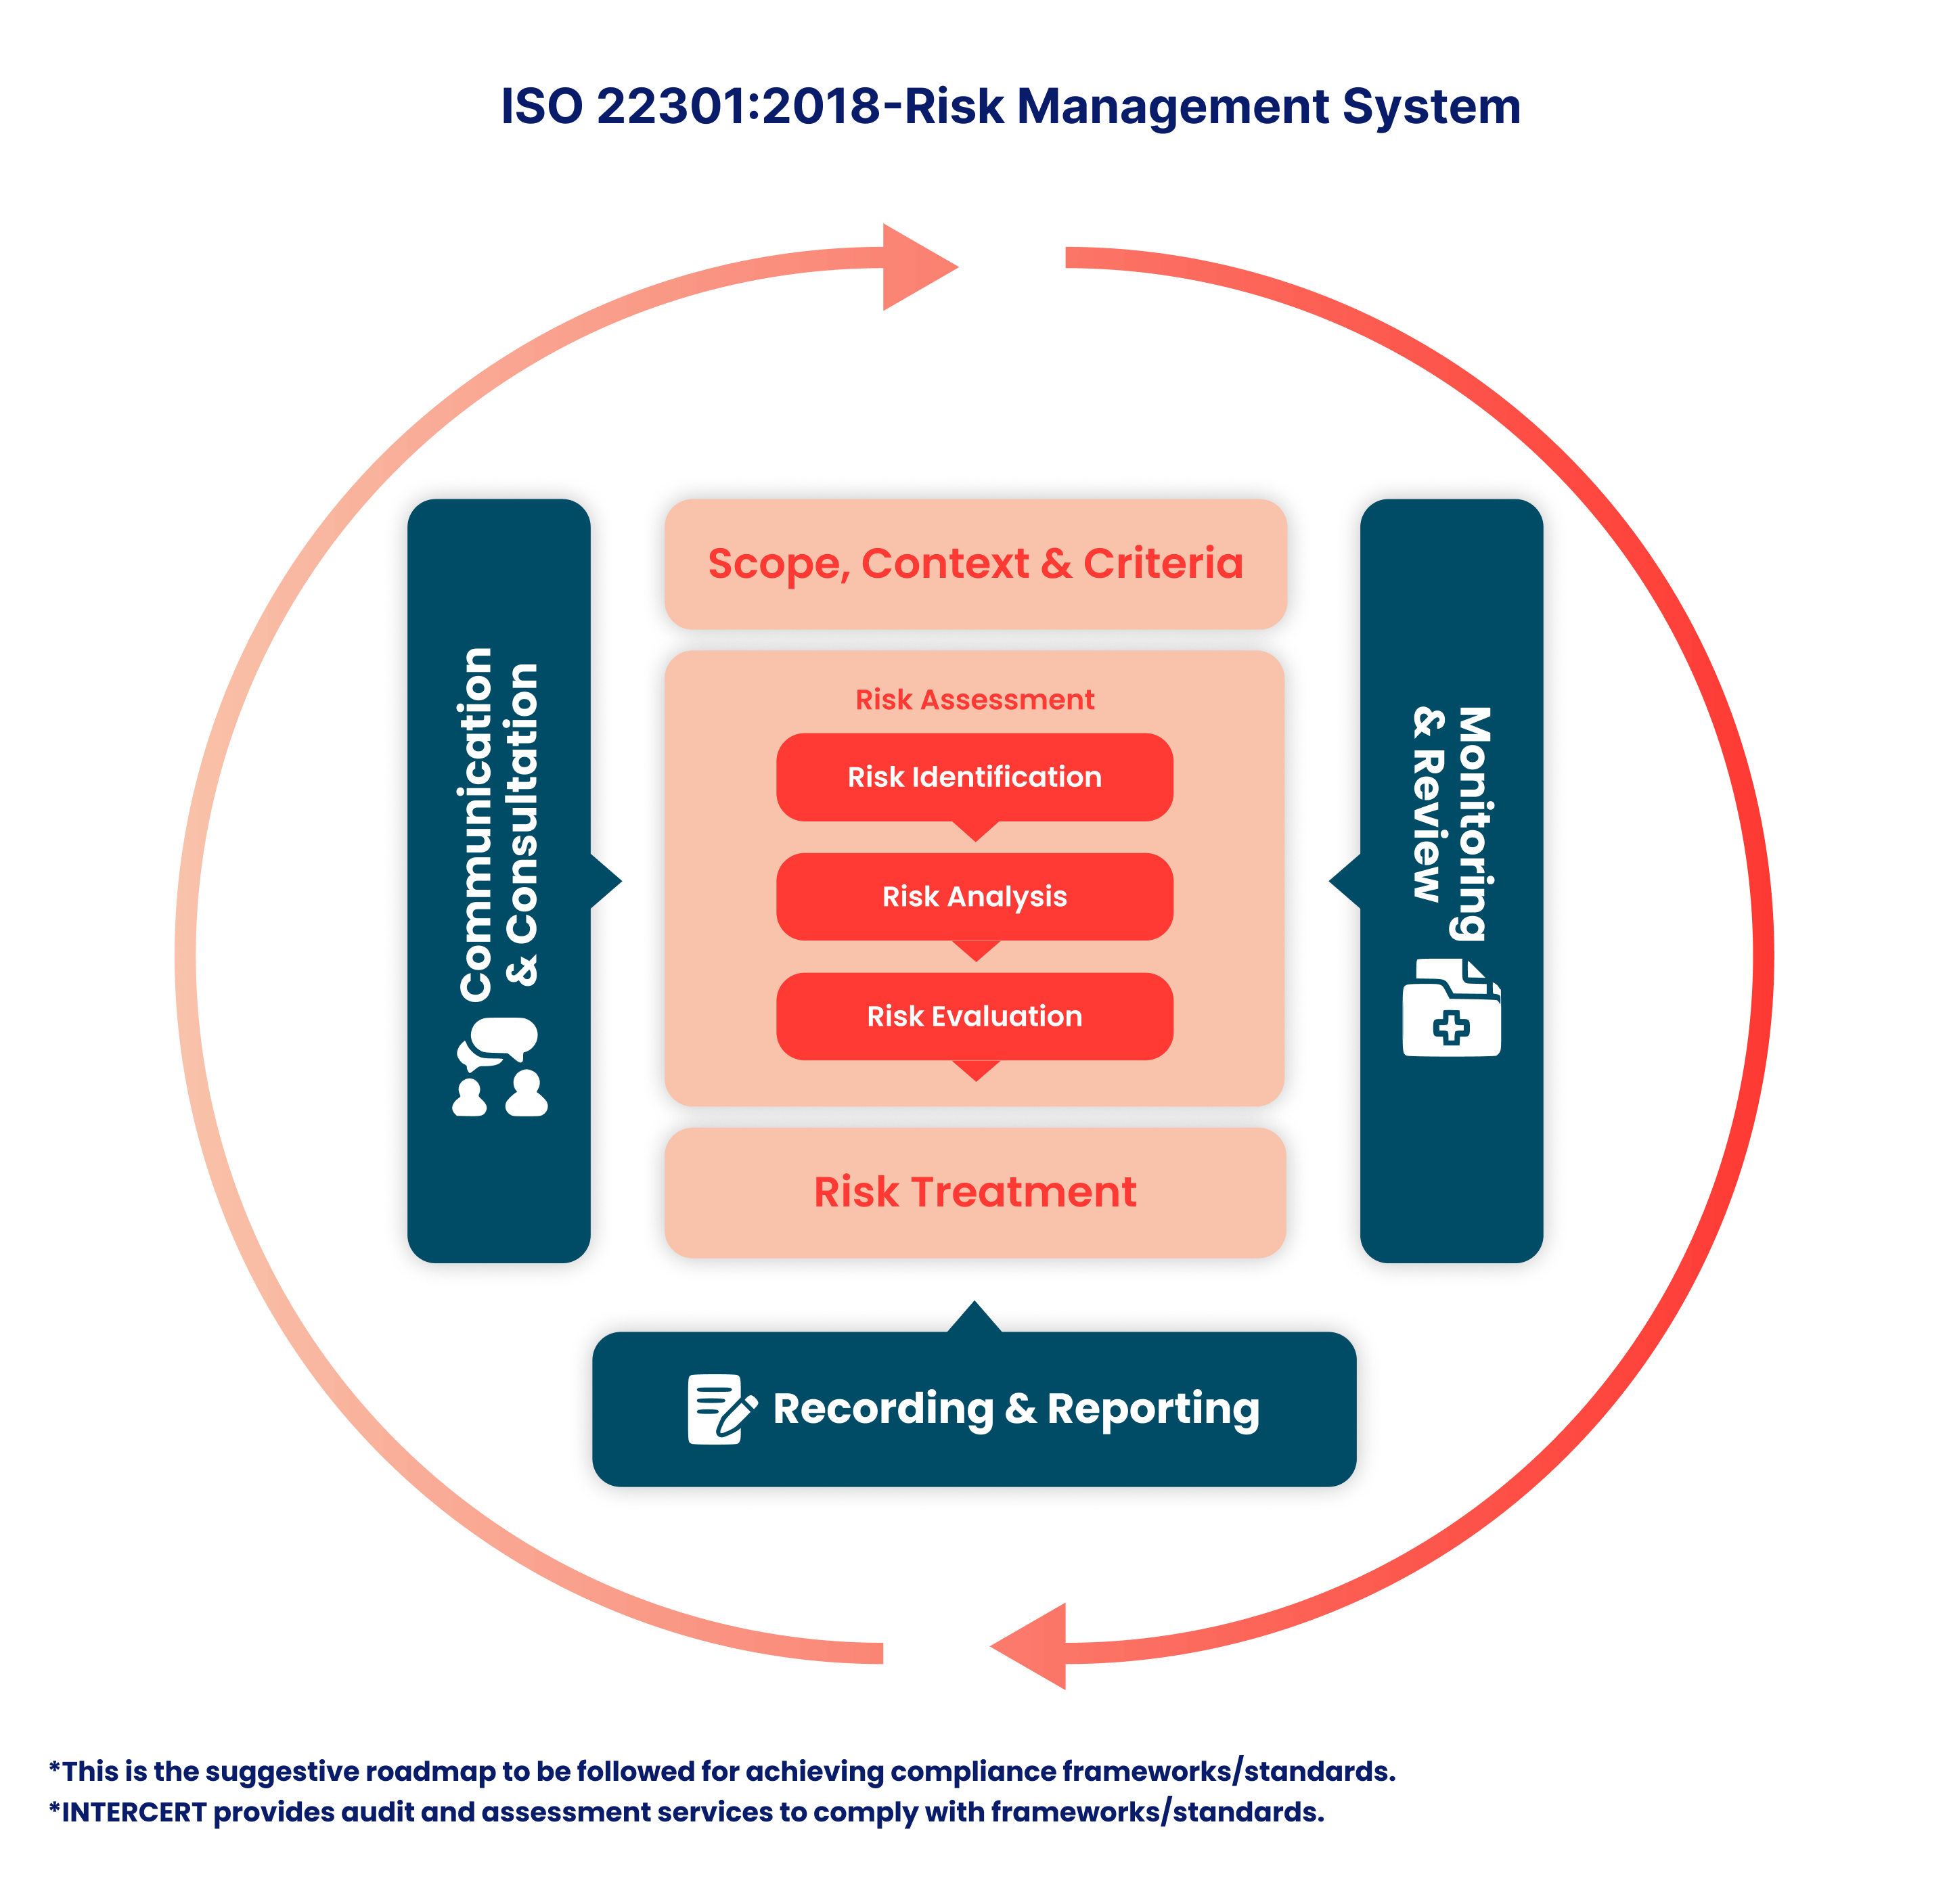 ISO 22301:2018-Risk Management System
Communication
& Consultation
Scope, Context & Criteria
Risk Assessment
Risk Identification
Risk Analysis
Risk Evaluation
Risk Treatment
Monitoring
& Review
Recording & Reporting
*This is the suggestive roadmap to be followed for achieving compliance frameworks/standards.
*INTERCERT provides audit and assessment services to comply with frameworks/standards.